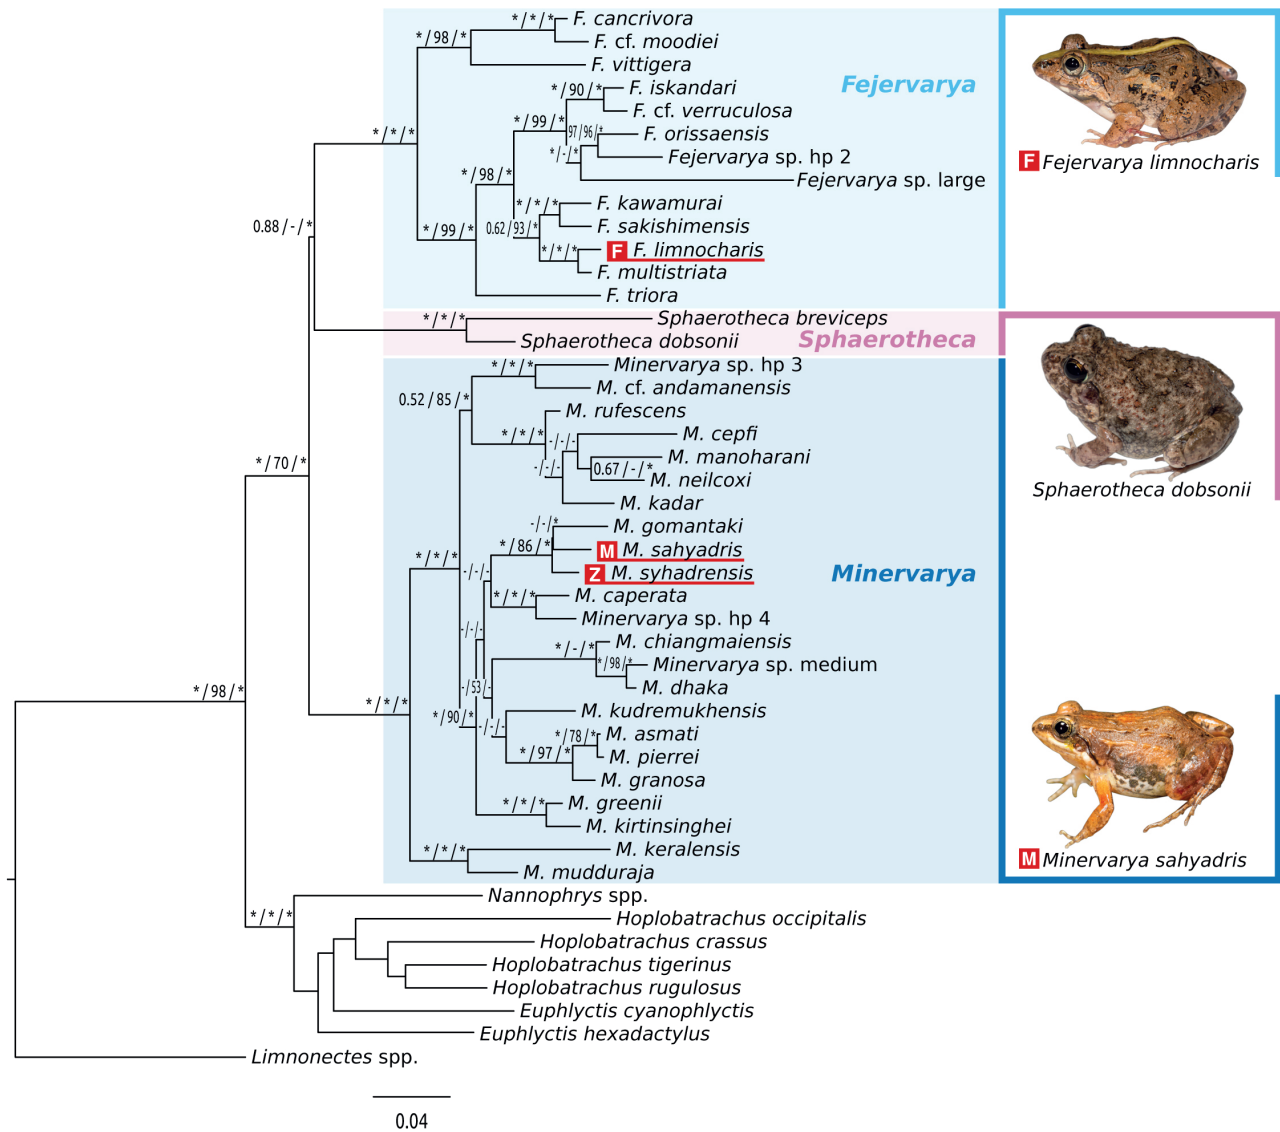 */*/*
F. cancrivora
*/98/*
F. cf. moodiei
F. vittigera
*/90/*
F. iskandari
Fejervarya
F. cf. verruculosa
*/99/*
97/96/*
F. orissaensis
*/*/*
*/-/*
Fejervarya sp. hp 2
F Fejervarya limnocharis
*/98/*
Fejervarya sp. large
*/*/*
F. kawamurai
0.88/-/*
0.62/93/*
F. sakishimensis
*/99/*
*/*/*
F F. limnocharis
F. multistriata
F. triora
*/*/*
Sphaerotheca breviceps
Sphaerotheca dobsonii
Sphaerotheca
*/*/*
Minervarya sp. hp 3
M. cf. andamanensis
0.52/85/*
M. rufescens
*/*/*
-/-/-
M. cepfi
*/70/*
-/-/-
M. manoharani
0.67/-/*
M. neilcoxi
Sphaerotheca dobsonii
M. kadar
-/-/*
M. gomantaki
*/86/*
M M. sahyadris
*/*/*
-/-/-
Z M. syhadrensis
Minervarya
*/*/*
M. caperata
Minervarya sp. hp 4
-/-/-
M. chiangmaiensis
*/-/*
*/98/*
Minervarya sp. medium
*/98/*
-/53/-
M. dhaka
*/*/*
*/90/*
M. kudremukhensis
-/-/-
*/78/*
M. asmati
*/97/*
M. pierrei
M. granosa
*/*/*
M. greenii
M. kirtinsinghei
*/*/*
M. keralensis
M Minervarya sahyadris
M. mudduraja
Nannophrys spp.
*/*/*
Hoplobatrachus occipitalis
Hoplobatrachus crassus
Hoplobatrachus tigerinus
Hoplobatrachus rugulosus
Euphlyctis cyanophlyctis
Euphlyctis hexadactylus
Limnonectes spp.
0.04